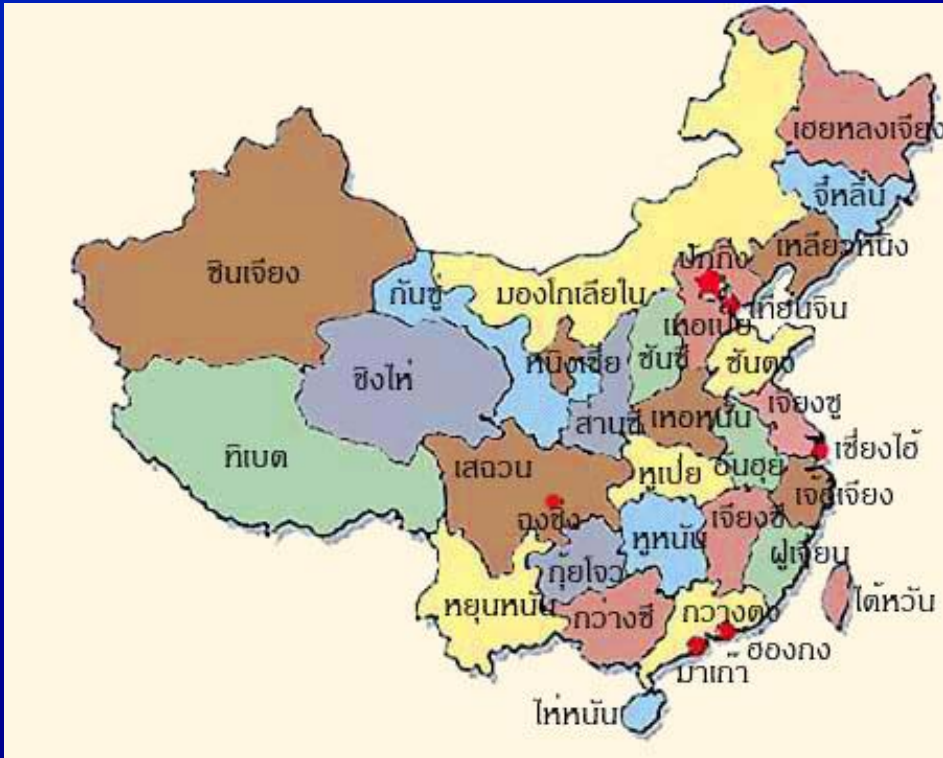 เฮยหลงเจียง
จี๋หลิน
เหลียวหนิง
ปักกิ่ง
ซินเจียง
กันซู่
มองโกเลียใน
เทียนจิน
เหอเป่ย
ซันซี
ซันตง
หนิงเซี่ย
ชิงไห่
ส่านซี
เหอหนัน
เจียงซู
ทิเบต
เสฉวน
หูเป่ย
อันฮุย
เซี่ยงไฮ้
เจ้อเจียง
ฉงชิ่ง
หูหนัน
เจียงซี
ฝูเจี้ยน
กุ้ยโจว
หยุนหนัน
กว่างซี
กวางตง
ไต้หวัน
ฮองกง
มาเก๊า
ไห่หนัน